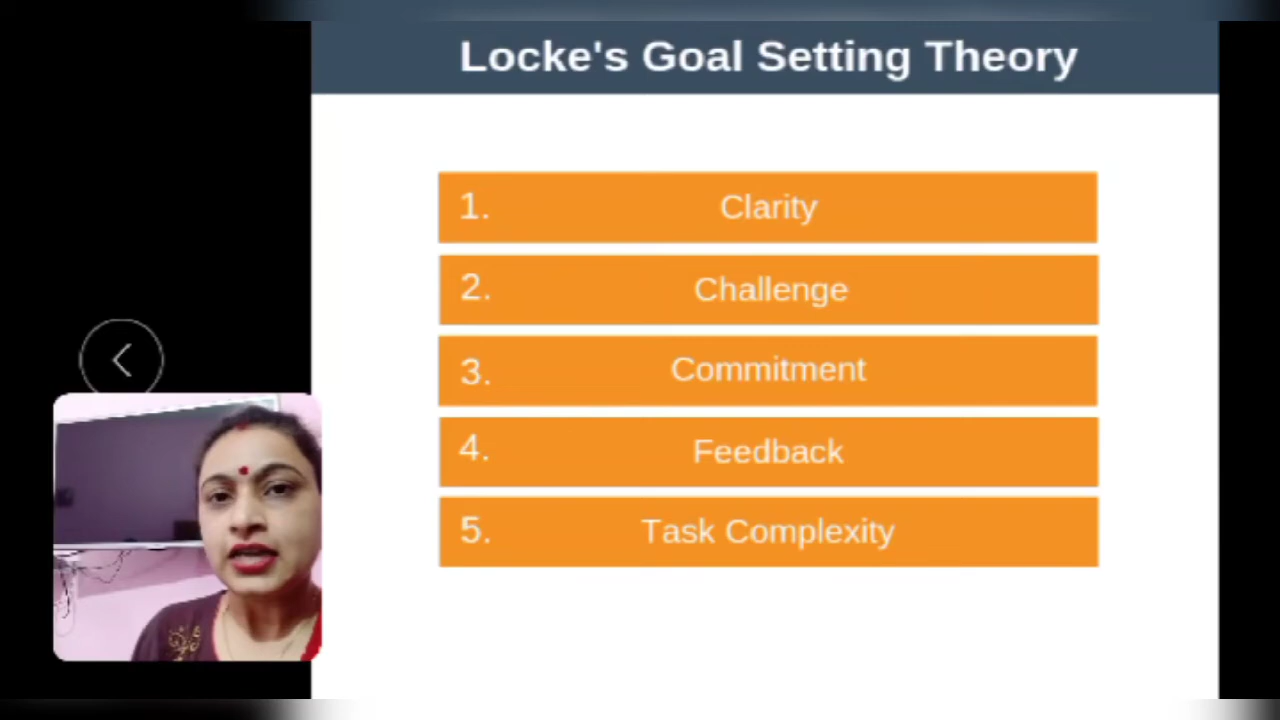 Locke's Goal Setting Theory
1. Clarity
2. Challenge
3. Commitment
4. Feedback
5. Task Complexity